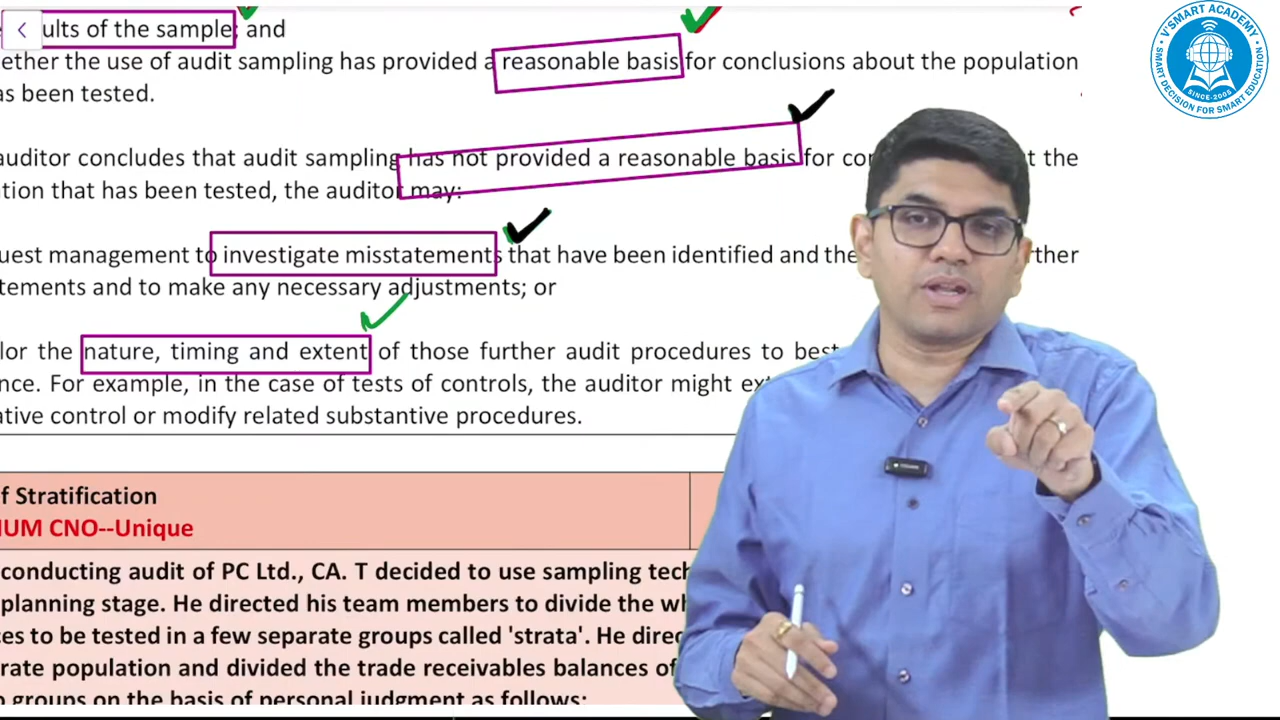 ults of the sample; and
ether the use of audit sampling has provided a reasonable basis for conclusions about the population
as been tested.
auditor concludes that audit sampling has not provided a reasonable basis for the
tion that has been tested, the auditor may:
uest management to investigate misstatements that have been identified and the rther
tements and to make any necessary adjustments; or
lor the nature, timing and extent of those further audit procedures to best
nce. For example, in the case of tests of controls, the auditor might
ative control or modify related substantive procedures.
f Stratification
IUM CNO--Unique
conducting audit of PC Ltd., CA. T decided to use sampling
planning stage. He directed his team members to divide the
ces to be tested in a few separate groups called 'strata'. He
rate population and divided the trade receivables balances of
groups on the basis of personal judgment as follows:
V'SMART ACADEMY
SMART DECISION FOR SMART EDUCATION
SINCE-2005